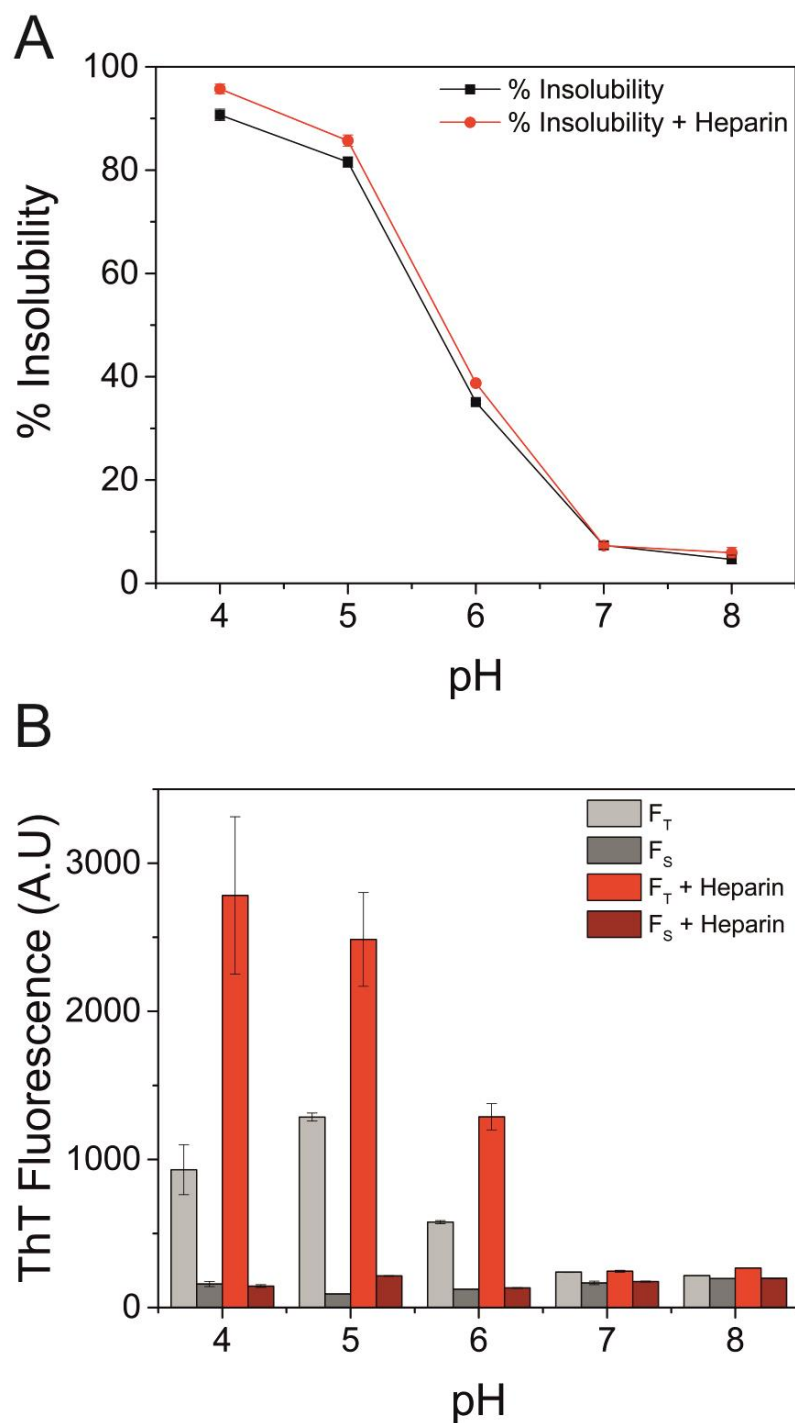 A
100
80
60
40
20
0
% Insolubility
% Insolubility
% Insolubility + Heparin
4 5 6 7 8
pH
B
3000
2000
1000
0
ThT Fluorescence (A.U)
F_T
F_S
F_T + Heparin
F_S + Heparin
4 5 6 7 8
pH